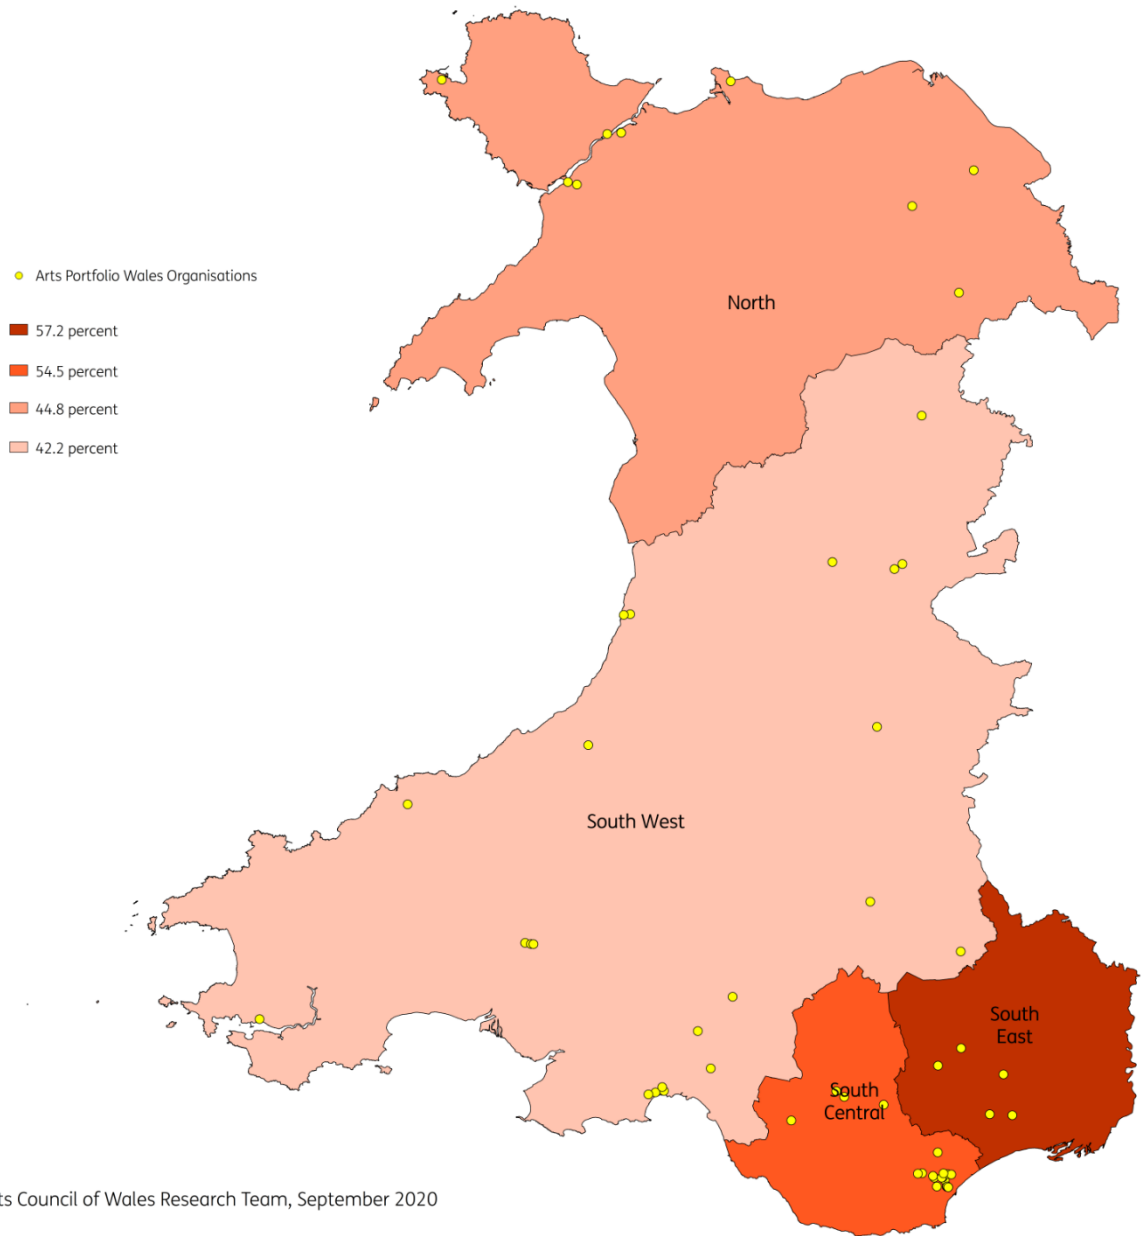 Arts Portfolio Wales Organisations
57.2 percent
54.5 percent
44.8 percent
42.2 percent
North
South West
South
East
South
Central
ts Council of Wales Research Team, September 2020